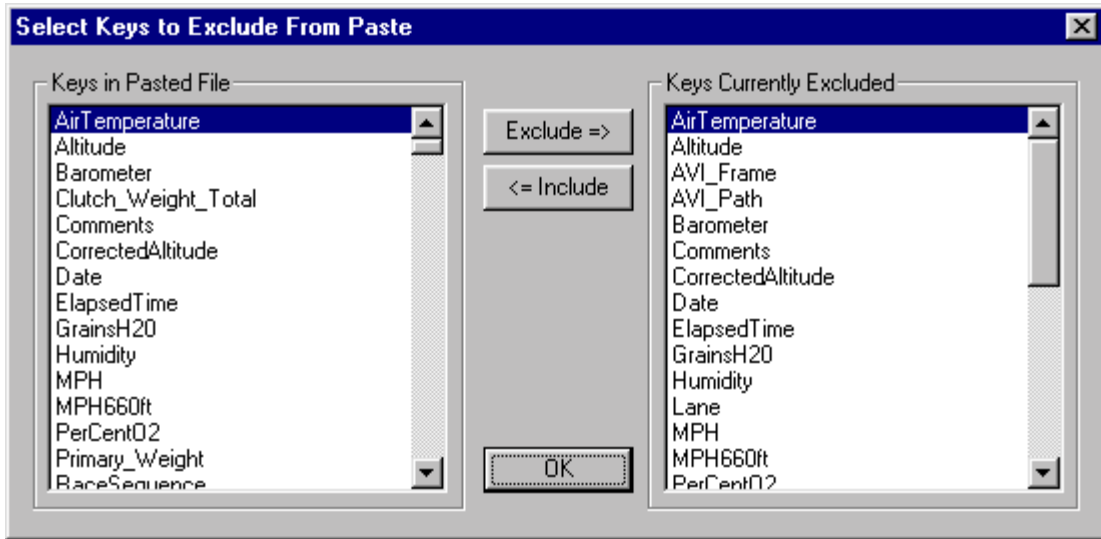 Select Keys to Exclude From Paste
Keys in Pasted File
AirTemperature
Altitude
Barometer
Clutch_Weight_Total
Comments
CorrectedAltitude
Date
ElapsedTime
GrainsH20
Humidity
MPH
MPH660ft
PerCentO2
Primary_Weight
RaceSequence
Exclude =>
<= Include
OK
Keys Currently Excluded
AirTemperature
Altitude
AVI_Frame
AVI_Path
Barometer
Comments
CorrectedAltitude
Date
ElapsedTime
GrainsH20
Humidity
Lane
MPH
MPH660ft
PerCentO2